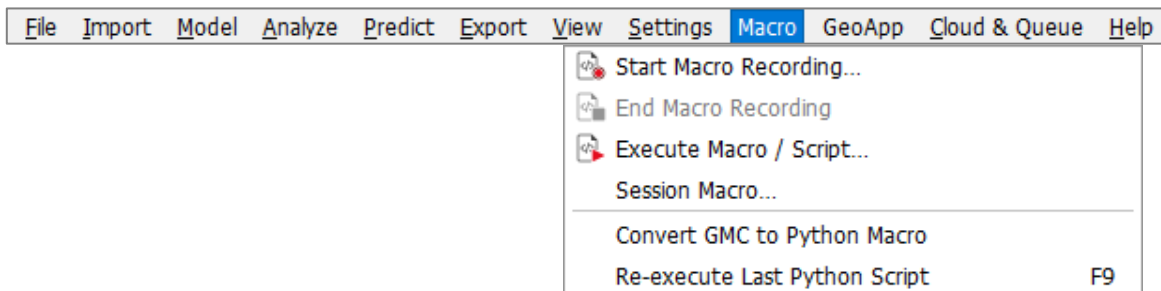 File Import Model Analyze Predict Export View Settings Macro GeoApp Cloud & Queue Help
Start Macro Recording...
End Macro Recording
Execute Macro / Script...
Session Macro...
Convert GMC to Python Macro
Re-execute Last Python Script F9